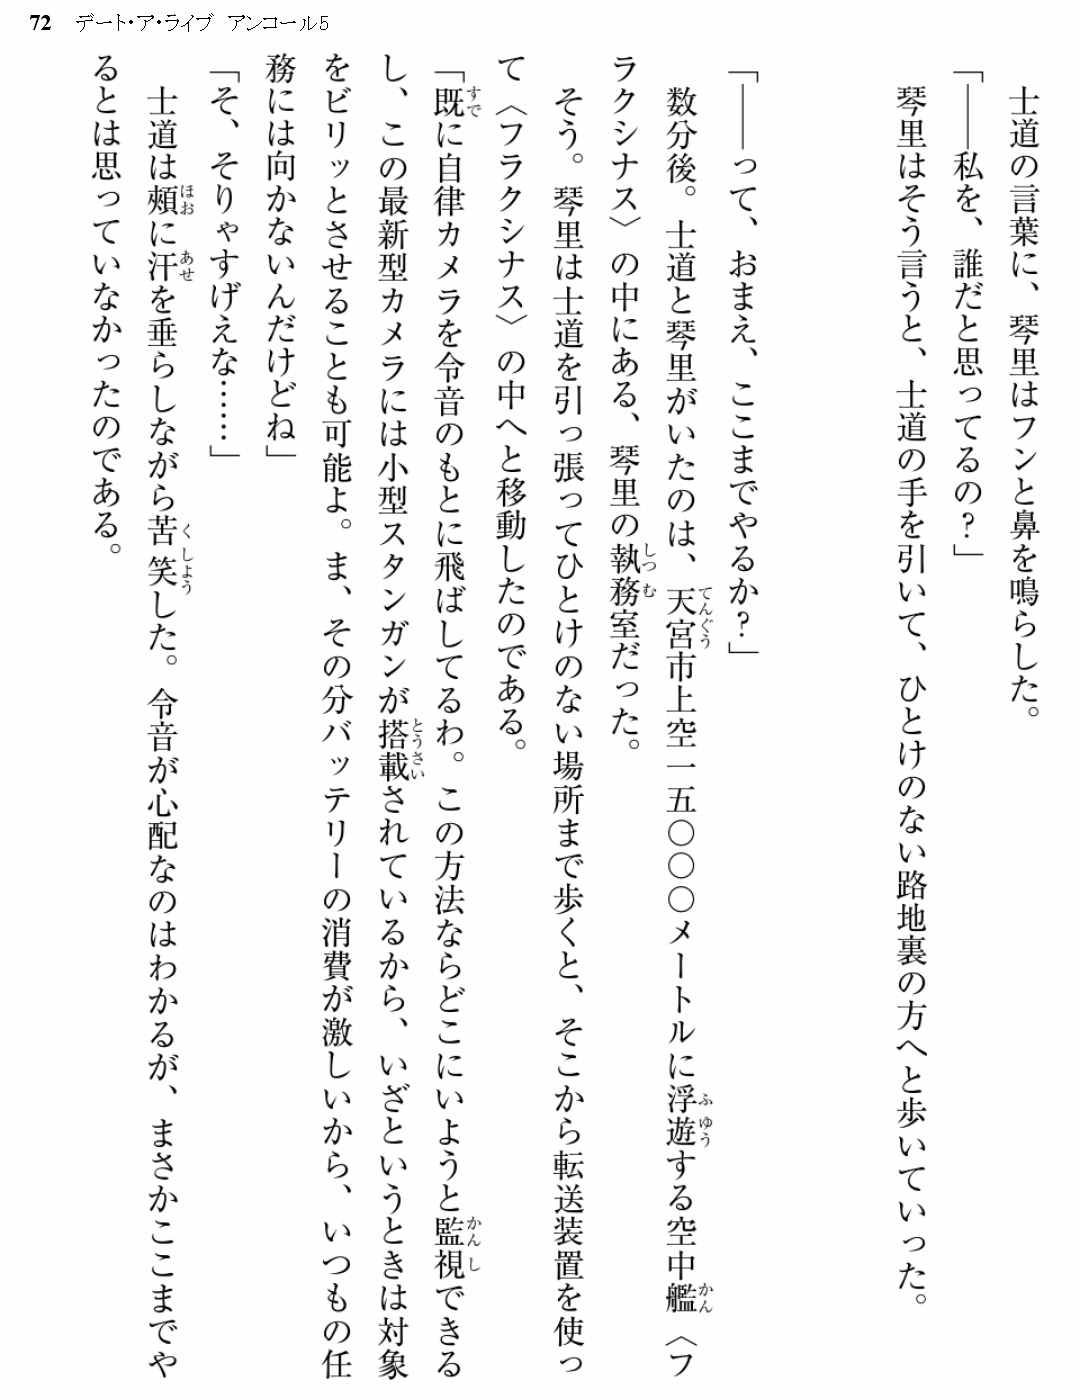 72 デート・ア・ライブ アンコール5
士道の言葉に、琴里はフンと鼻を鳴らした。
「――私を、誰だと思ってるの？」
琴里はそう言うと、士道の手を引いて、ひとけのない路地裏の方へと歩いていった。
「――って、おまえ、ここまでやるか？」
数分後。士道と琴里がいたのは、天宮市上空一五〇〇〇メートルに浮遊する空中艦〈フ
ラクシナス〉の中にある、琴里の執務室だった。
そう。琴里は士道を引っ張ってひとけのない場所まで歩くと、そこから転送装置を使っ
て〈フラクシナス〉の中へと移動したのである。
「既に自律カメラを令音のもとに飛ばしてるわ。この方法ならどこにいようと監視できる
し、この最新型カメラには小型スタンガンが搭載されているから、いざというときは対象
をビリッとさせることも可能よ。ま、その分バッテリーの消費が激しいから、いつもの任
務には向かないんだけどね」
「そ、そりゃすげえな……」
士道は頰に汗を垂らしながら苦笑した。令音が心配なのはわかるが、まさかここまでや
るとは思っていなかったのである。